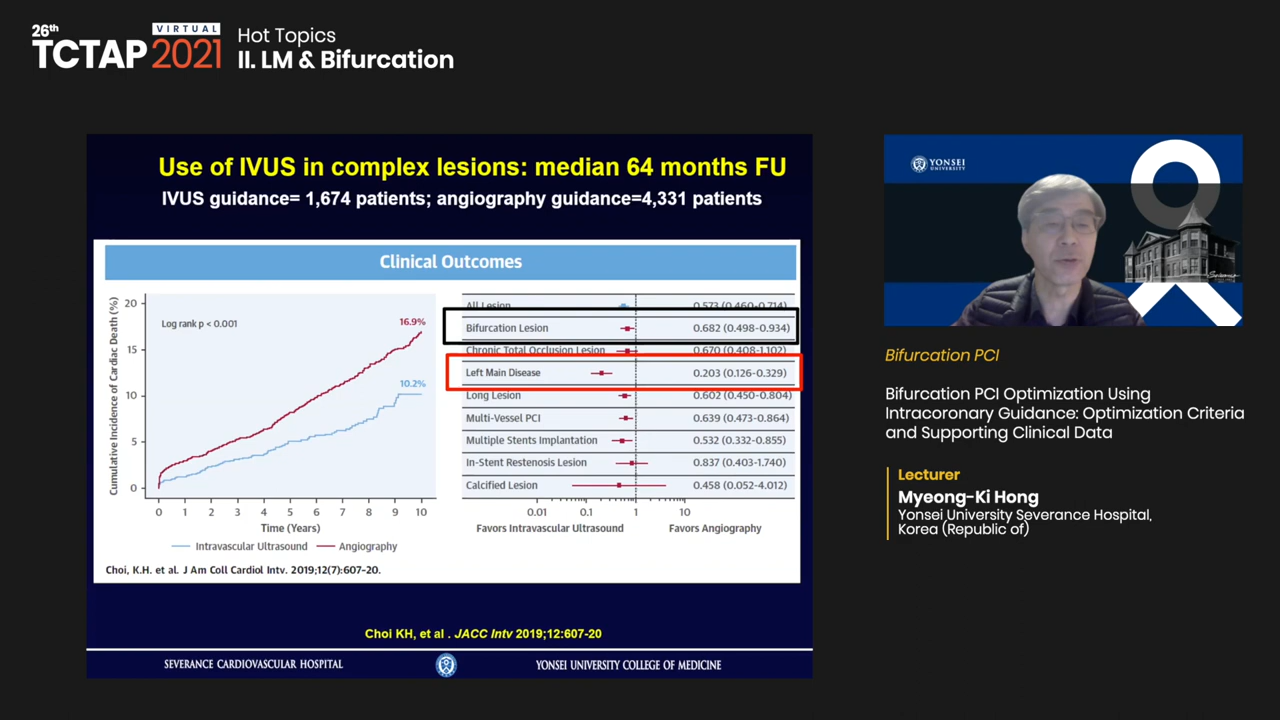 26th
TCTAP
VIRTUAL
2021
Hot Topics
II. LM & Bifurcation
Use of IVUS in complex lesions: median 64 months FU
IVUS guidance= 1,674 patients; angiography guidance=4,331 patients
Clinical Outcomes
Cumulative Incidence of Cardiac Death (%)
20
15
10
5
0
Log rank p < 0.001
16.9%
10.2%
0 1 2 3 4 5 6 7 8 9 10
Time (Years)
Intravascular Ultrasound
Angiography
All Lesion 0.573 (0.460-0.714)
Bifurcation Lesion 0.682 (0.498-0.934)
Chronic Total Occlusion Lesion 0.670 (0.408-1.102)
Left Main Disease 0.203 (0.126-0.329)
Long Lesion 0.602 (0.450-0.804)
Multi-Vessel PCI 0.639 (0.473-0.864)
Multiple Stents Implantation 0.532 (0.332-0.855)
In-Stent Restenosis Lesion 0.837 (0.403-1.740)
Calcified Lesion 0.458 (0.052-4.012)
0.01 0.1 1 10
Favors Intravascular Ultrasound Favors Angiography
Choi, K.H. et al. J Am Coll Cardiol Intv. 2019;12(7):607-20.
Choi KH, et al . JACC Intv 2019;12:607-20
SEVERANCE CARDIOVASCULAR HOSPITAL
YONSEI UNIVERSITY COLLEGE OF MEDICINE
YONSEI
UNIVERSITY
Bifurcation PCI
Bifurcation PCI Optimization Using
Intracoronary Guidance: Optimization Criteria
and Supporting Clinical Data
Lecturer
Myeong-Ki Hong
Yonsei University Severance Hospital,
Korea (Republic of)